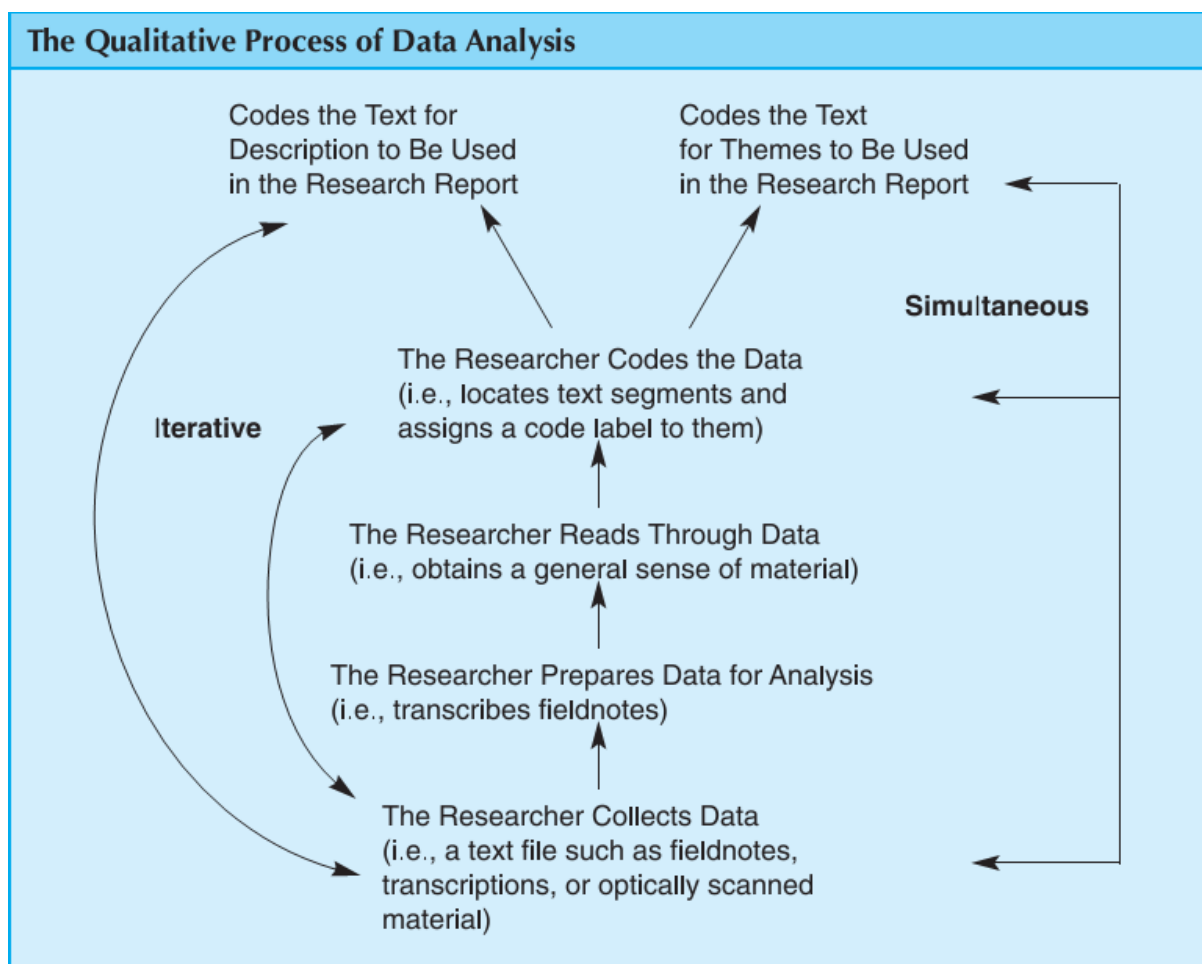 The Qualitative Process of Data Analysis
Codes the Text for
Description to Be Used
in the Research Report
Codes the Text
for Themes to Be Used
in the Research Report
Simultaneous
The Researcher Codes the Data
(i.e., locates text segments and
assigns a code label to them)
Iterative
The Researcher Reads Through Data
(i.e., obtains a general sense of material)
The Researcher Prepares Data for Analysis
(i.e., transcribes fieldnotes)
The Researcher Collects Data
(i.e., a text file such as fieldnotes,
transcriptions, or optically scanned
material)